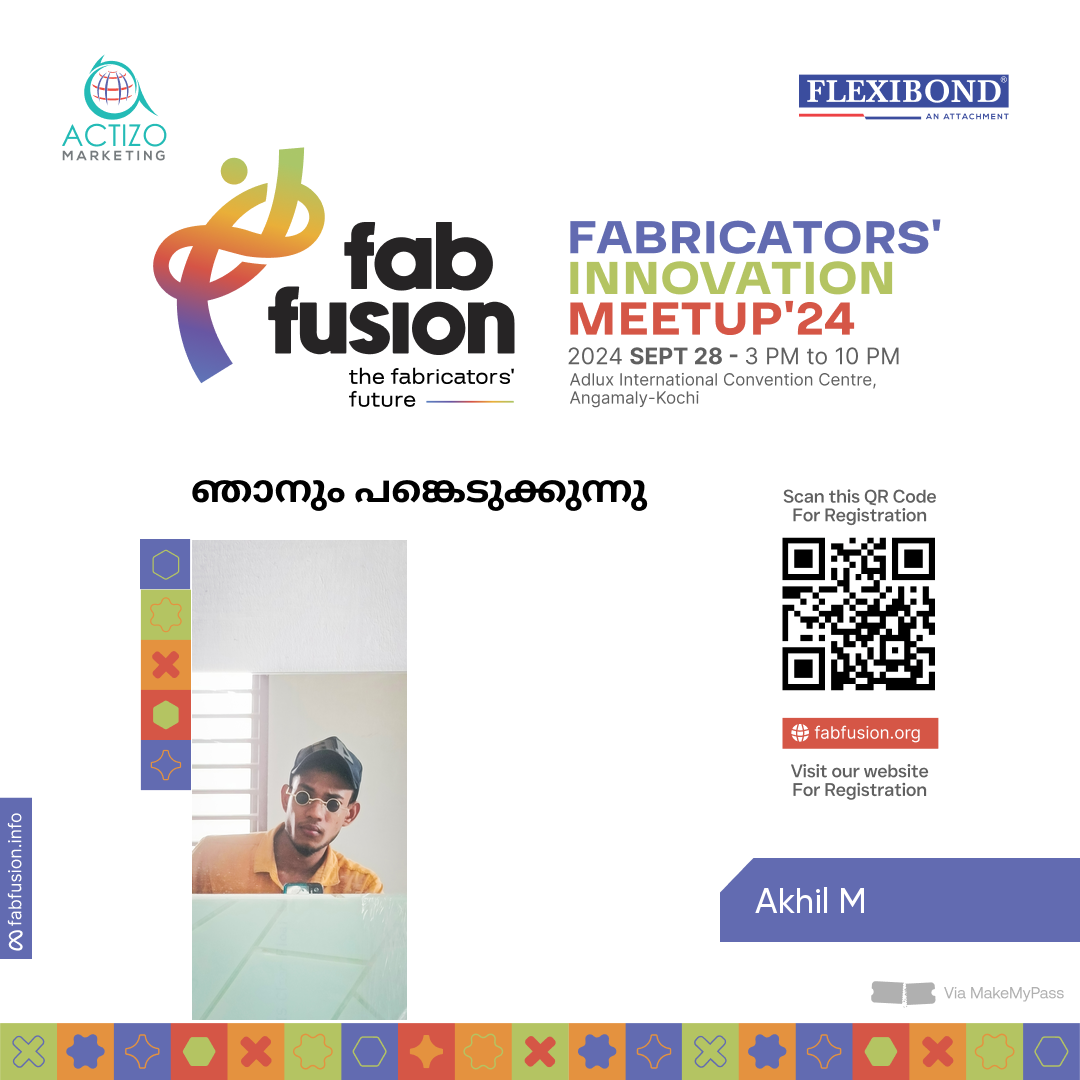 ACTIZO
MARKETING
FLEXIBOND®
AN ATTACHMENT
fab
fusion
the fabricators'
future
FABRICATORS'
INNOVATION
MEETUP'24
2024 SEPT 28 - 3 PM to 10 PM
Adlux International Convention Centre,
Angamaly-Kochi
ഞാനും പങ്കെടുക്കുന്നു
Scan this QR Code
For Registration
fabfusion.org
Visit our website
For Registration
fabfusion.info
Akhil M
Via MakeMyPass